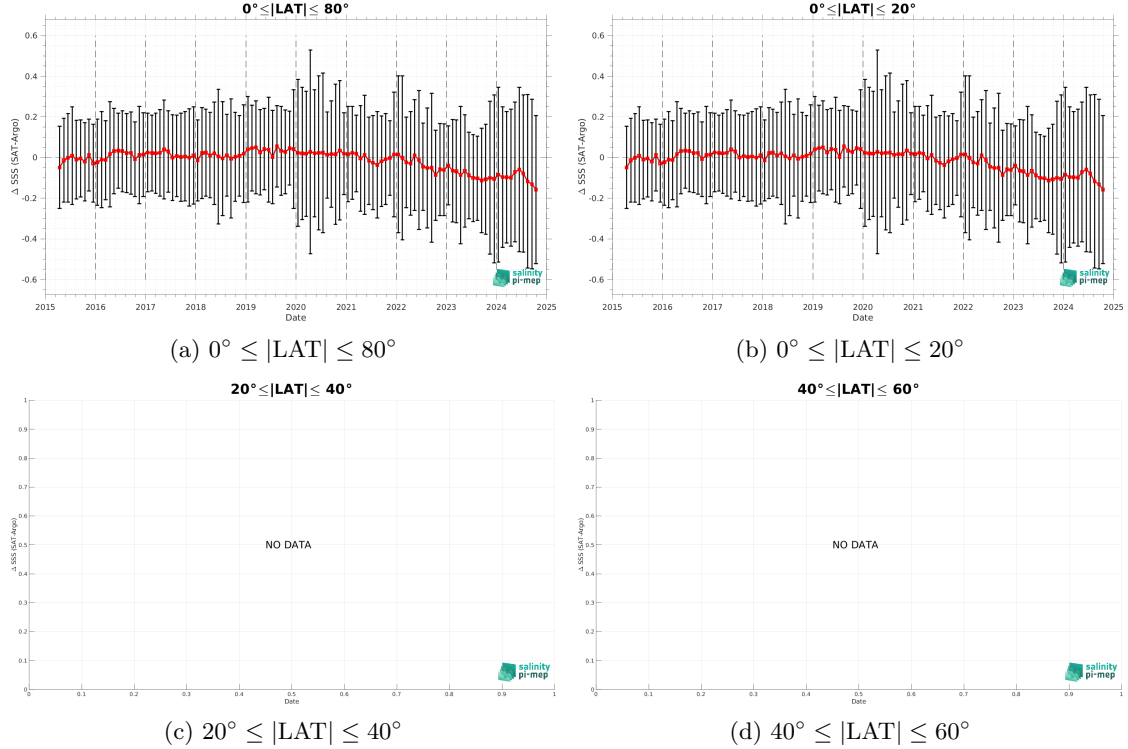 0°≤|LAT|≤ 80°
0.6
0.4
0.2
0
-0.2
-0.4
-0.6
Δ SSS (SAT-Argo)
2015 2016 2017 2018 2019 2020 2021 2022 2023 2024 2025
Date
salinity
pi-mep
(a) 0° ≤ |LAT| ≤ 80°
0°≤|LAT|≤ 20°
0.6
0.4
0.2
0
-0.2
-0.4
-0.6
Δ SSS (SAT-Argo)
2015 2016 2017 2018 2019 2020 2021 2022 2023 2024 2025
Date
salinity
pi-mep
(b) 0° ≤ |LAT| ≤ 20°
20°≤|LAT|≤ 40°
1
0.9
0.8
0.7
0.6
0.5
0.4
0.3
0.2
0.1
0
Δ SSS (SAT-Argo)
NO DATA
0 0.1 0.2 0.3 0.4 0.5 0.6 0.7 0.8 0.9 1
Date
salinity
pi-mep
(c) 20° ≤ |LAT| ≤ 40°
40°≤|LAT|≤ 60°
1
0.9
0.8
0.7
0.6
0.5
0.4
0.3
0.2
0.1
0
Δ SSS (SAT-Argo)
NO DATA
0 0.1 0.2 0.3 0.4 0.5 0.6 0.7 0.8 0.9 1
Date
salinity
pi-mep
(d) 40° ≤ |LAT| ≤ 60°